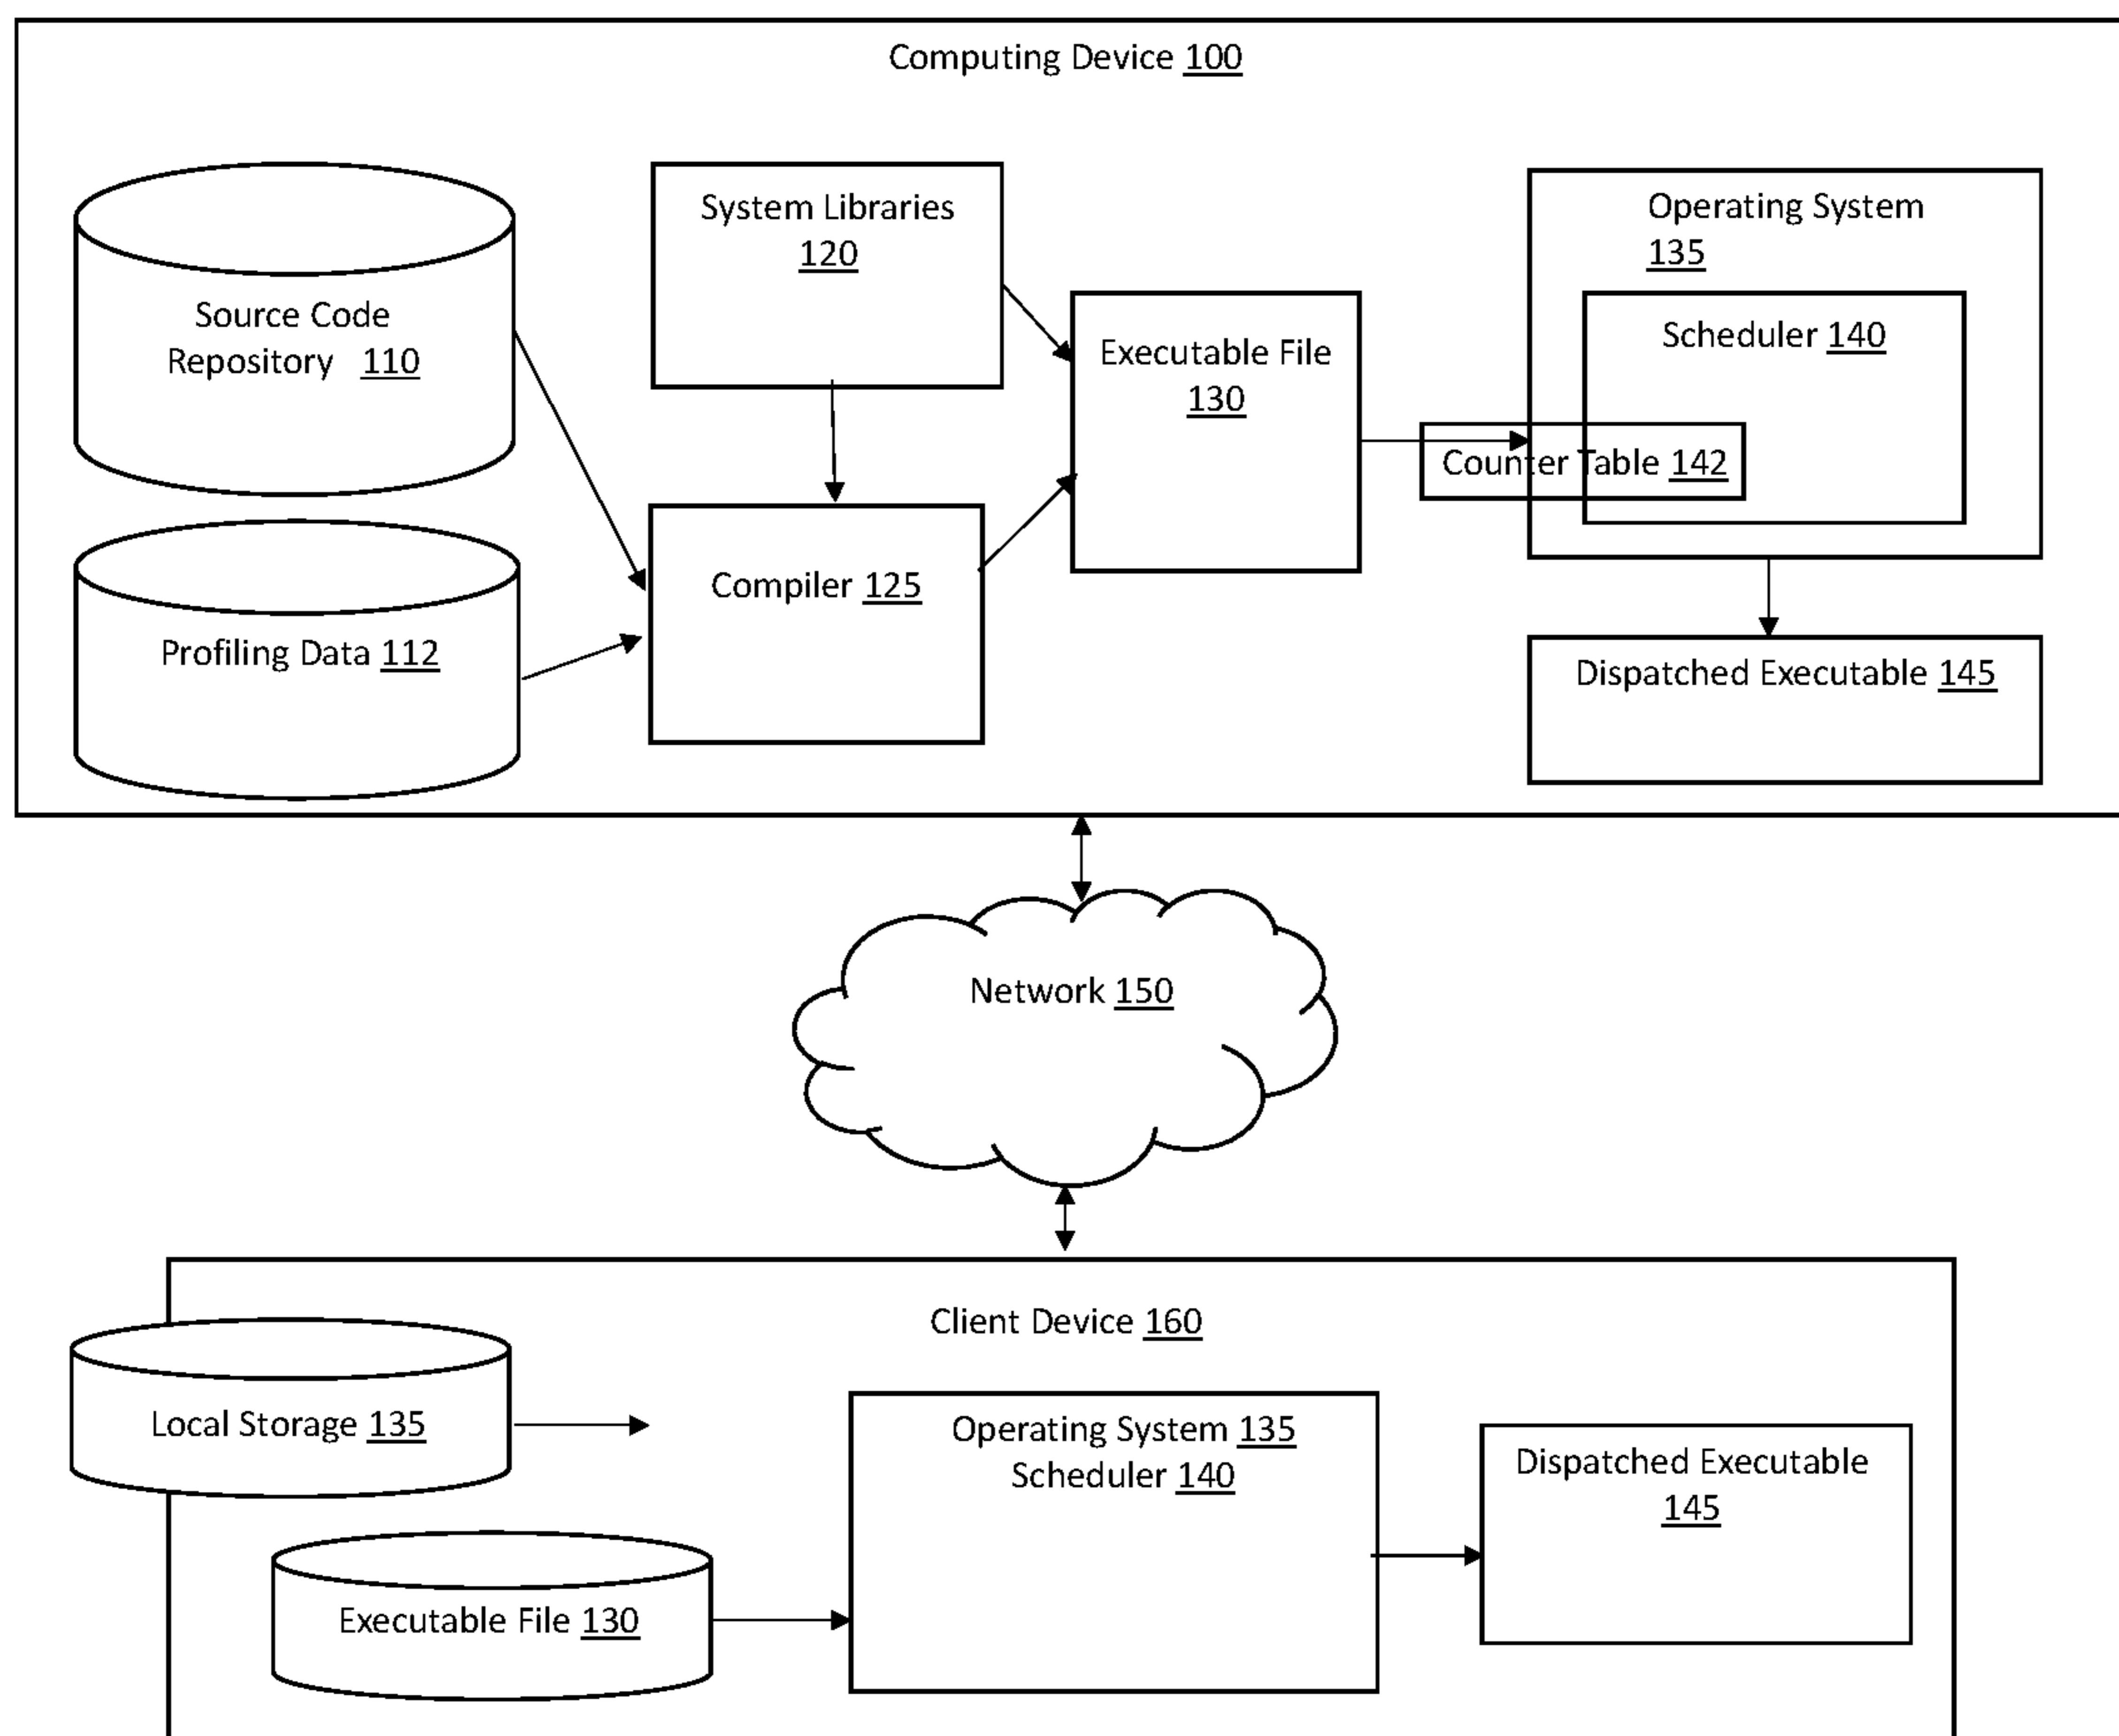 Computing Device 100
System Libraries
120
Operating System
135
Source Code
Repository 110
Scheduler 140
Executable File
130
Counter Table 142
Compiler 125
Profiling Data 112
Dispatched Executable 145
Network 150
Client Device 160
Local Storage 135
Operating System 135
Scheduler 140
Dispatched Executable
145
Executable File 130